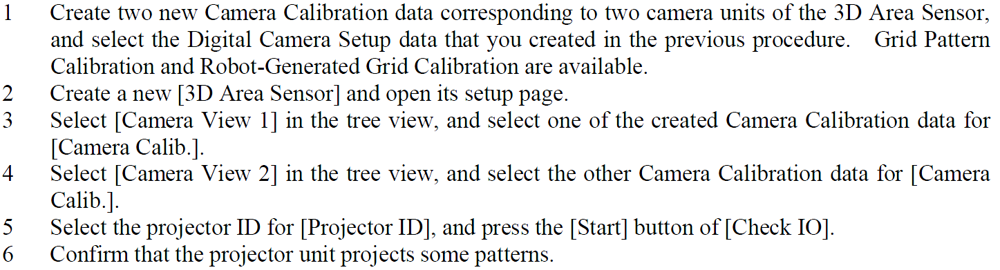 1 Create two new Camera Calibration data corresponding to two camera units of the 3D Area Sensor,
and select the Digital Camera Setup data that you created in the previous procedure. Grid Pattern
Calibration and Robot-Generated Grid Calibration are available.
2 Create a new [3D Area Sensor] and open its setup page.
3 Select [Camera View 1] in the tree view, and select one of the created Camera Calibration data for
[Camera Calib.].
4 Select [Camera View 2] in the tree view, and select the other Camera Calibration data for [Camera
Calib.].
5 Select the projector ID for [Projector ID], and press the [Start] button of [Check IO].
6 Confirm that the projector unit projects some patterns.